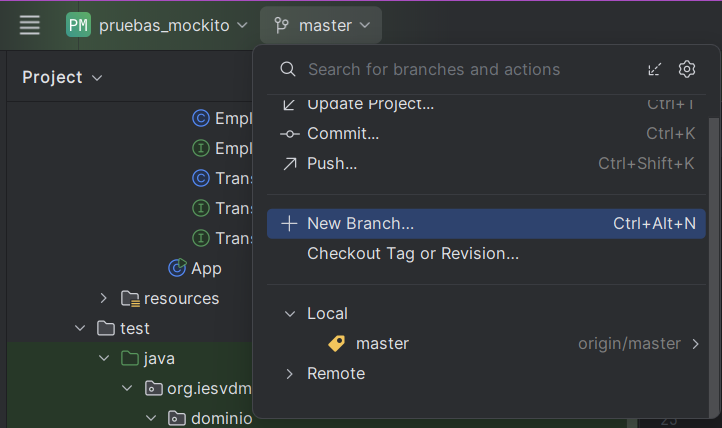 PM pruebas_mockito master
Project
Search for branches and actions
Update Project... Ctrl+T
Empl
Commit... Ctrl+K
Empl
Push... Ctrl+Shift+K
Trans
Trans
New Branch... Ctrl+Alt+N
Trans
Checkout Tag or Revision...
App
resources
Local
test
master origin/master
java
Remote
org.iesvdm
dominio